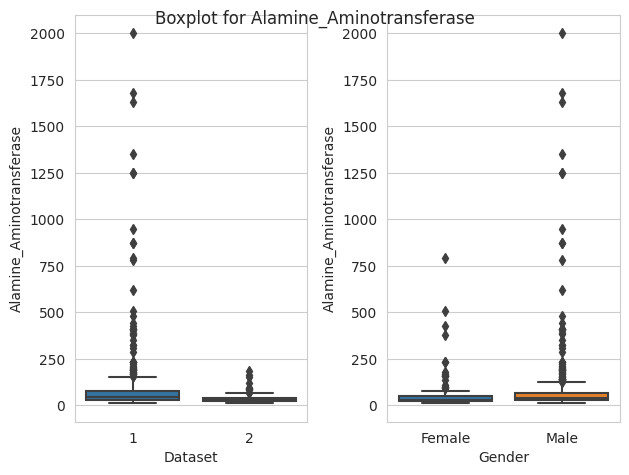 Boxplot for Alamine_Aminotransferase
2000
1750
1500
1250
1000
750
500
250
0
Alamine_Aminotransferase
1
2
Dataset
2000
1750
1500
1250
1000
750
500
250
0
Alamine_Aminotransferase
Female
Male
Gender